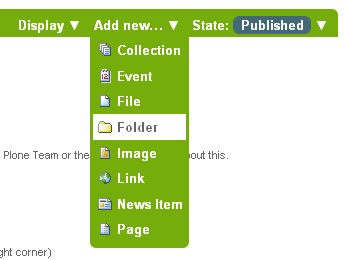 Display ▼ Add new... ▼ State: Published ▼
Collection
Event
File
Folder
Plone Team or the
Image
out this.
Link
News Item
Page
ght corner)